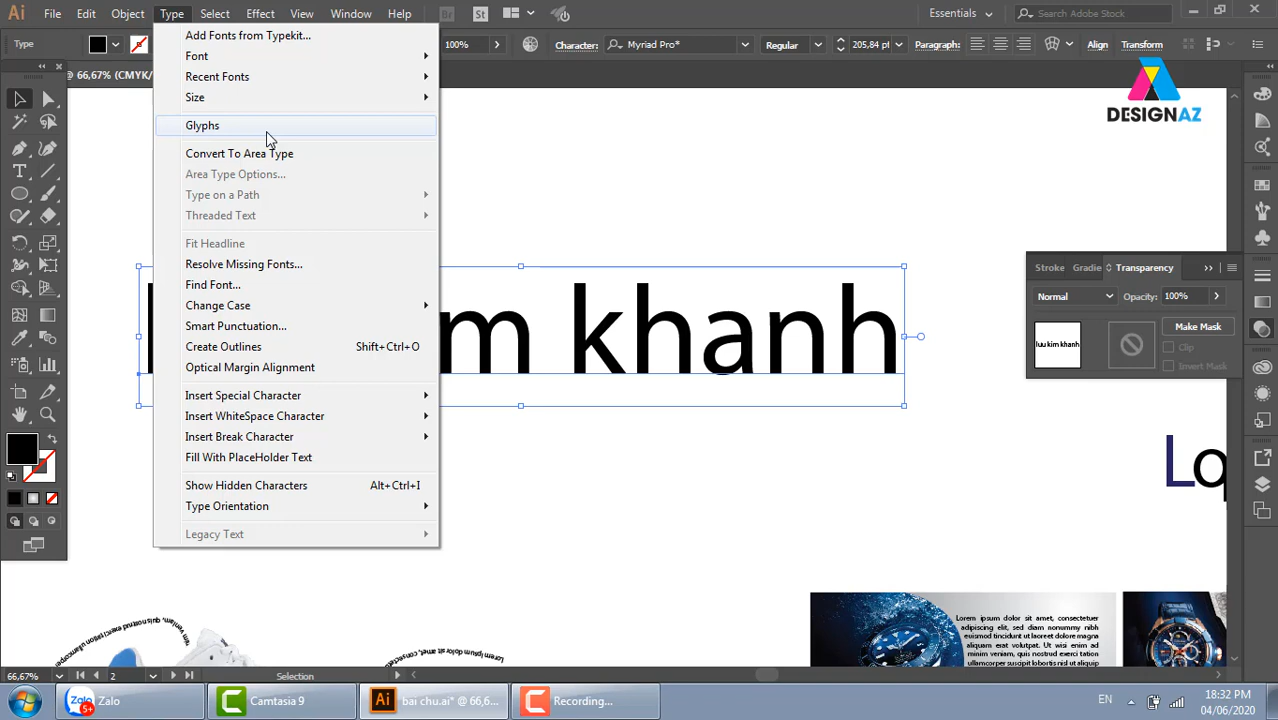 Ai File Edit Object Type Select Effect View Window Help Br St Essentials Search Adobe Stock
Type 100% Character: Myriad Pro* Regular 205,84 pt Paragraph: Align Transform
@ 66,67% (CMYK/
Add Fonts from Typekit...
Font
Recent Fonts
Size
Glyphs
Convert To Area Type
Area Type Options...
Type on a Path
Threaded Text
Fit Headline
Resolve Missing Fonts...
Find Font...
Change Case
Smart Punctuation...
Create Outlines Shift+Ctrl+O
Optical Margin Alignment
Insert Special Character
Insert WhiteSpace Character
Insert Break Character
Fill With PlaceHolder Text
Show Hidden Characters Alt+Ctrl+I
Type Orientation
Legacy Text
DESIGNAZ
m khanh
Stroke Gradie Transparency
Normal Opacity: 100%
luu kim khanh
Make Mask
Clip
Invert Mask
Lo
Lorem ipsum dolor sit
amet, consectetuer
adipiscing elit, sed diam nonummy
nibh euismod tincidunt ut laoreet
dolore magna aliquam erat volutpat. Ut
wisi enim ad minim veniam, quis nostrud exerci
66,67% 2 Selection
Zalo 5+ Camtasia 9 bai chu.ai* @ 66,6... Recording... EN 18:32 PM
04/06/2020